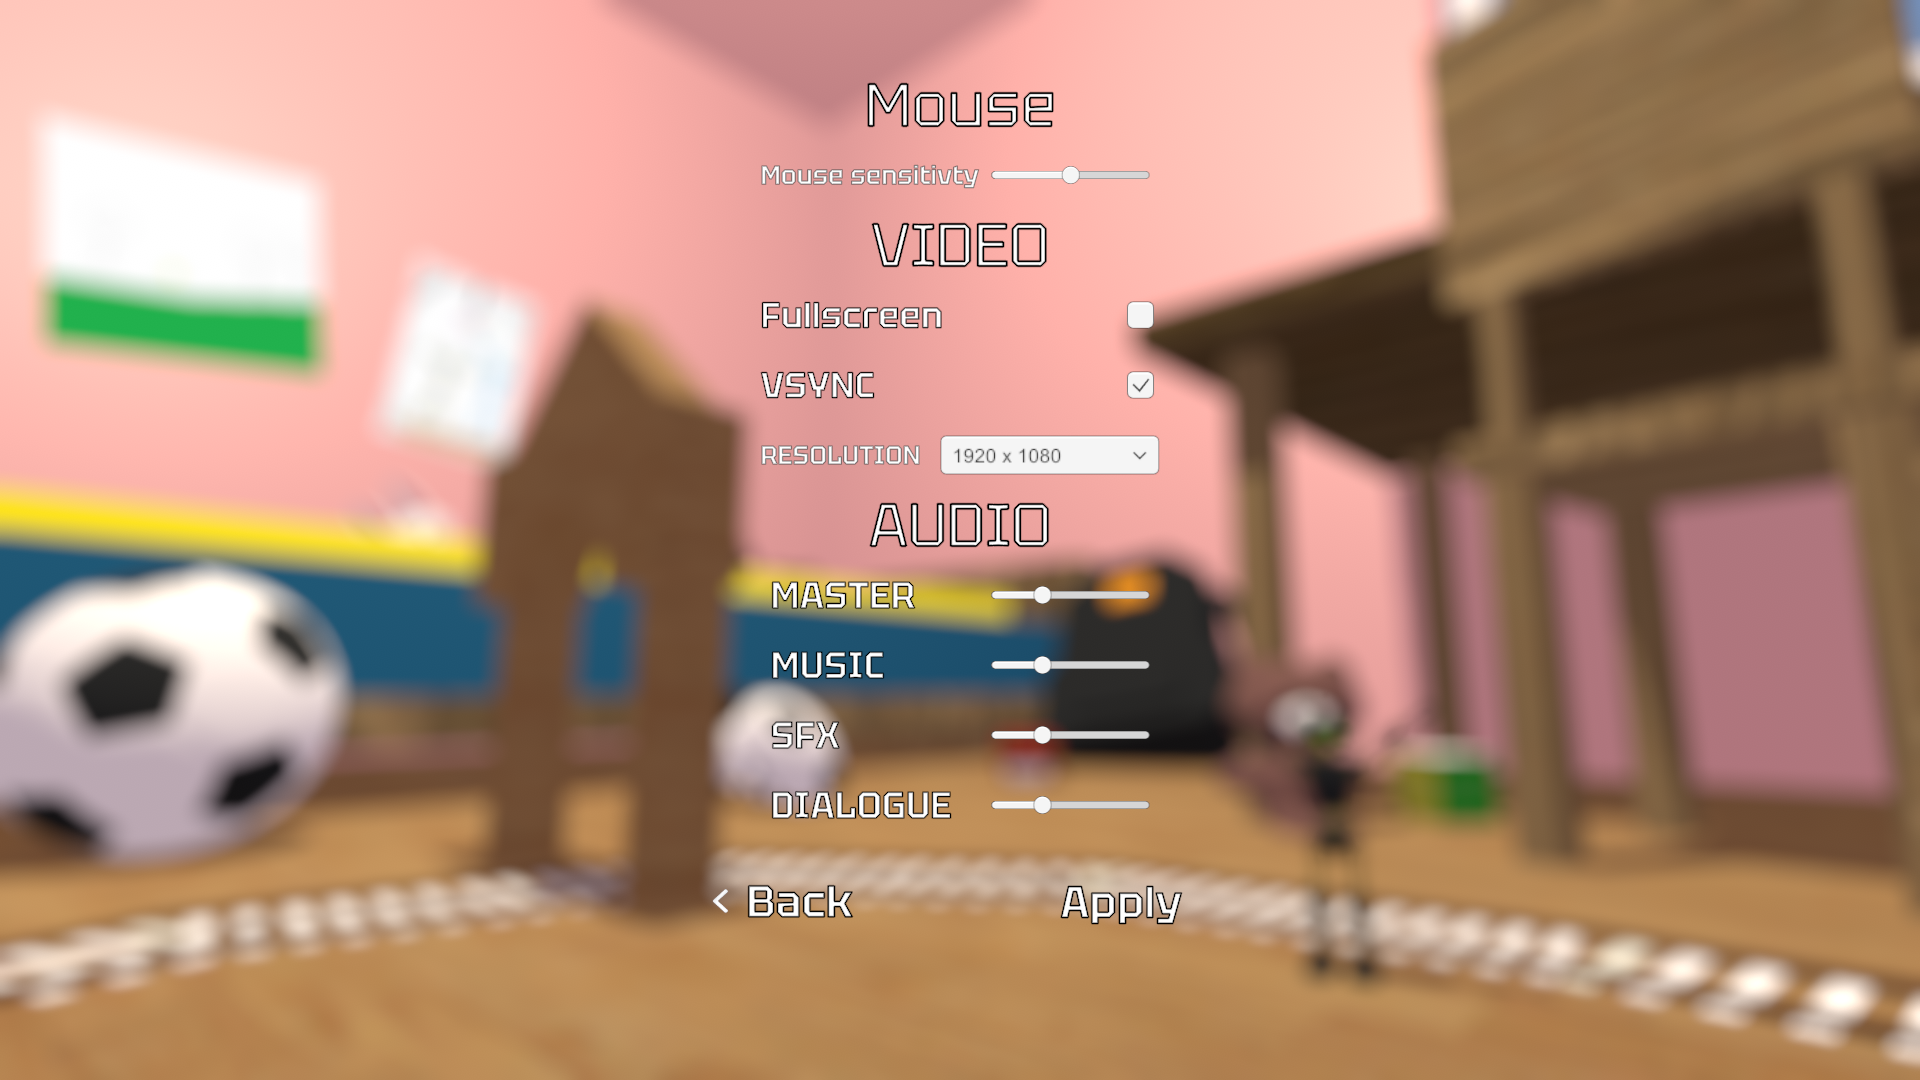 Mouse
Mouse sensitivty
VIDEO
Fullscreen
VSYNC
RESOLUTION 1920 x 1080
AUDIO
MASTER
MUSIC
SFX
DIALOGUE
< Back Apply